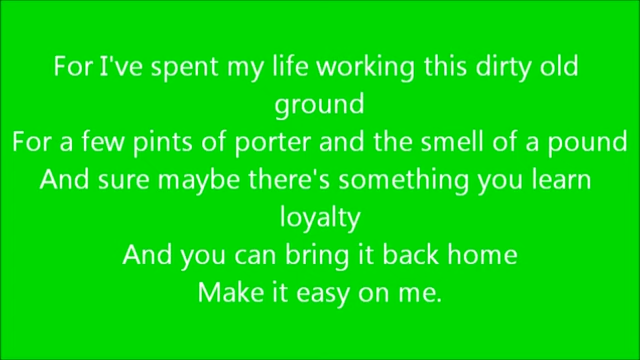 For I've spent my life working this dirty old
ground
For a few pints of porter and the smell of a pound
And sure maybe there's something you learn
loyalty
And you can bring it back home
Make it easy on me.